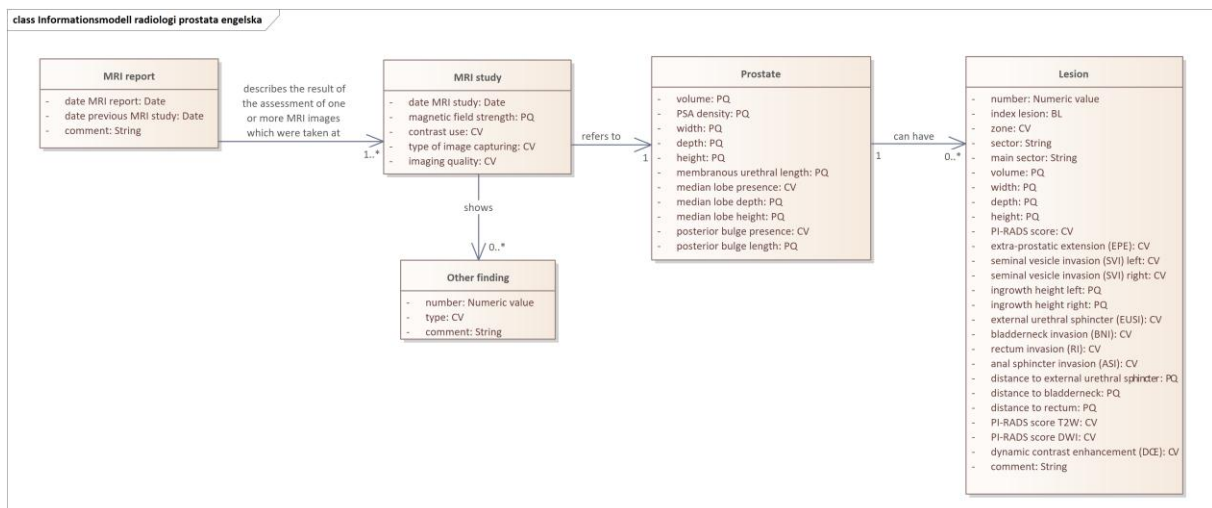 class Informationsmodell radiologi prostata engelska
MRI report
- date MRI report: Date
- date previous MRI study: Date
- comment: String
describes the result of
the assessment of one
or more MRI images
which were taken at
1..*
MRI study
- date MRI study: Date
- magnetic field strength: PQ
- contrast use: CV
- type of image capturing: CV
- imaging quality: CV
shows
0..*
Other finding
- number: Numeric value
- type: CV
- comment: String
refers to
1
Prostate
- volume: PQ
- PSA density: PQ
- width: PQ
- depth: PQ
- height: PQ
- membranous urethral length: PQ
- median lobe presence: CV
- median lobe depth: PQ
- median lobe height: PQ
- posterior bulge presence: CV
- posterior bulge length: PQ
can have
1
0..*
Lesion
- number: Numeric value
- index lesion: BL
- zone: CV
- sector: String
- main sector: String
- volume: PQ
- width: PQ
- depth: PQ
- height: PQ
- PI-RADS score: CV
- extra-prostatic extension (EPE): CV
- seminal vesicle invasion (SVI) left: CV
- seminal vesicle invasion (SVI) right: CV
- ingrowth height left: PQ
- ingrowth height right: PQ
- external urethral sphincter (EUSI): CV
- bladderneck invasion (BNI): CV
- rectum invasion (RI): CV
- anal sphincter invasion (ASI): CV
- distance to external urethral sphincter: PQ
- distance to bladderneck: PQ
- distance to rectum: PQ
- PI-RADS score T2W: CV
- PI-RADS score DWI: CV
- dynamic contrast enhancement (DCE): CV
- comment: String